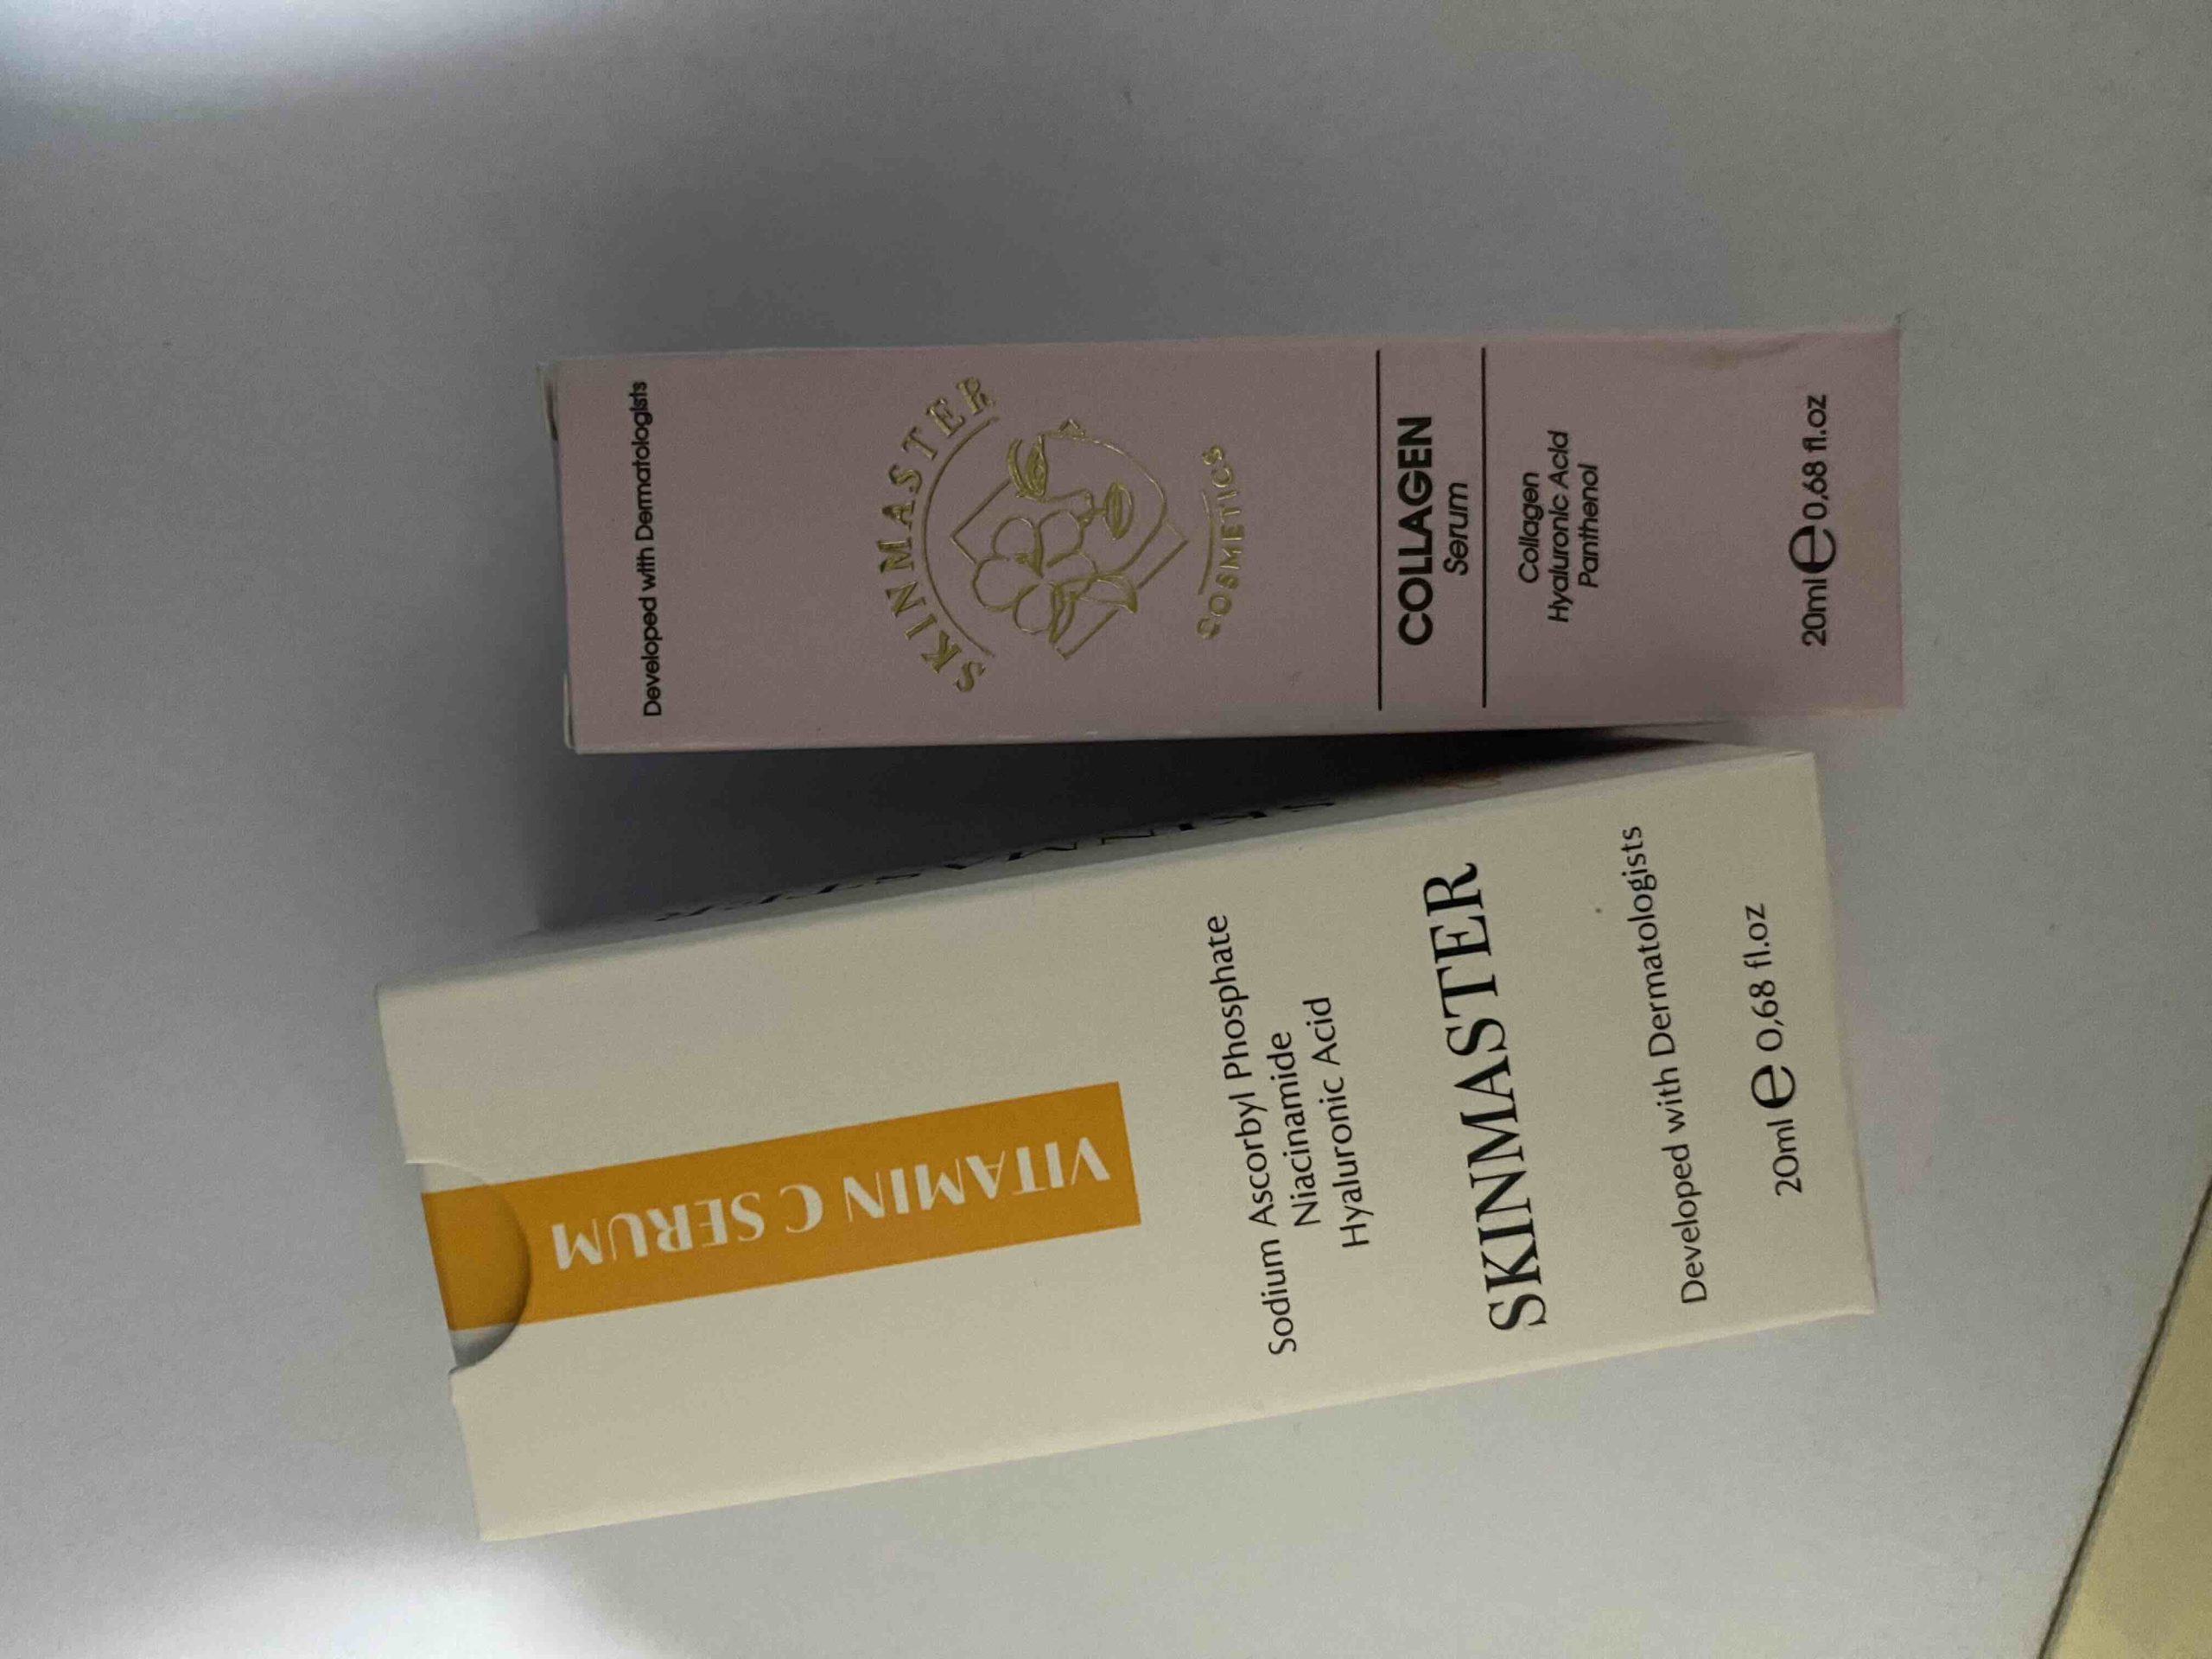 VITAMIN C SERUM
Sodium Ascorbyl Phosphate
Niacinamide
Hyaluronic Acid
SKINMASTER
Developed with Dermatologists
20ml e 0,68 fl.oz
SKINMASTER
Developed with Dermatologists
SKINMASTER
COSMETICS
COLLAGEN
Serum
Collagen
Hyaluronic Acid
Panthenol
20ml e 0,68 fl.oz